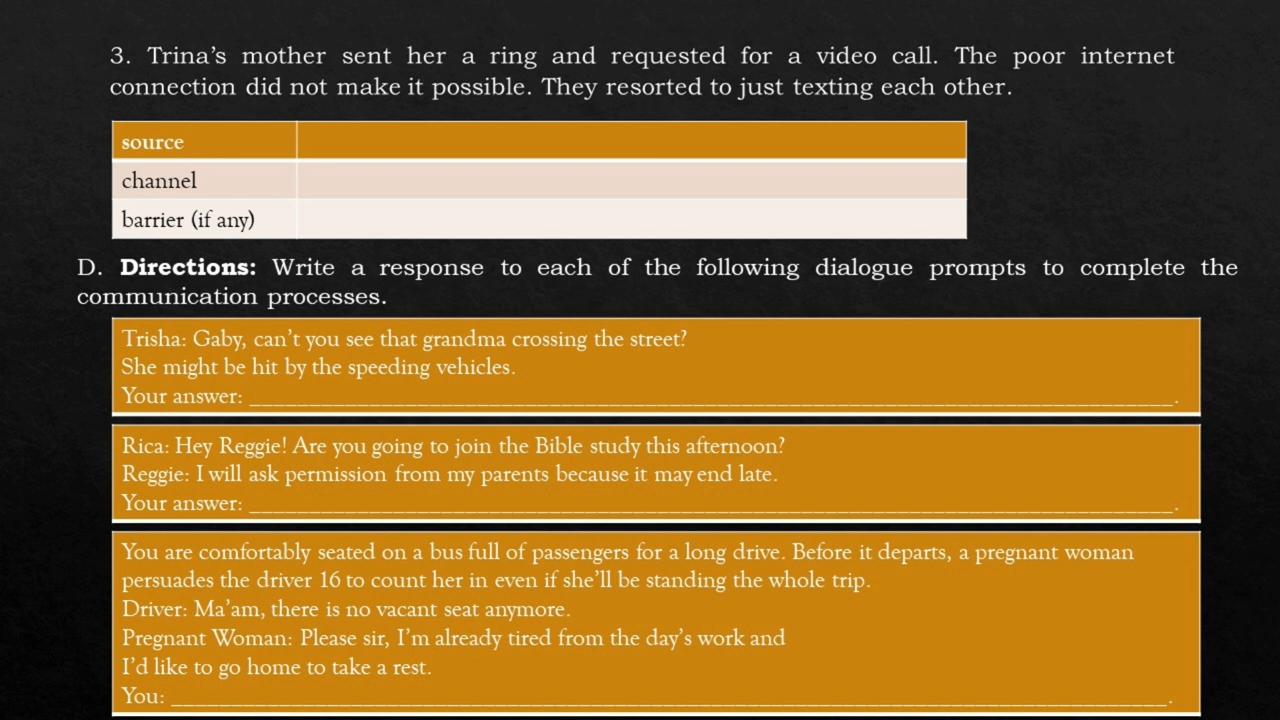 3. Trina’s mother sent her a ring and requested for a video call. The poor internet
connection did not make it possible. They resorted to just texting each other.
source
channel
barrier (if any)
D. Directions: Write a response to each of the following dialogue prompts to complete the
communication processes.
Trisha: Gaby, can’t you see that grandma crossing the street?
She might be hit by the speeding vehicles.
Your answer: ______________________________________________________________________________.
Rica: Hey Reggie! Are you going to join the Bible study this afternoon?
Reggie: I will ask permission from my parents because it may end late.
Your answer: ______________________________________________________________________________.
You are comfortably seated on a bus full of passengers for a long drive. Before it departs, a pregnant woman
persuades the driver 16 to count her in even if she’ll be standing the whole trip.
Driver: Ma’am, there is no vacant seat anymore.
Pregnant Woman: Please sir, I’m already tired from the day’s work and
I’d like to go home to take a rest.
You: ____________________________________________________________________________________.